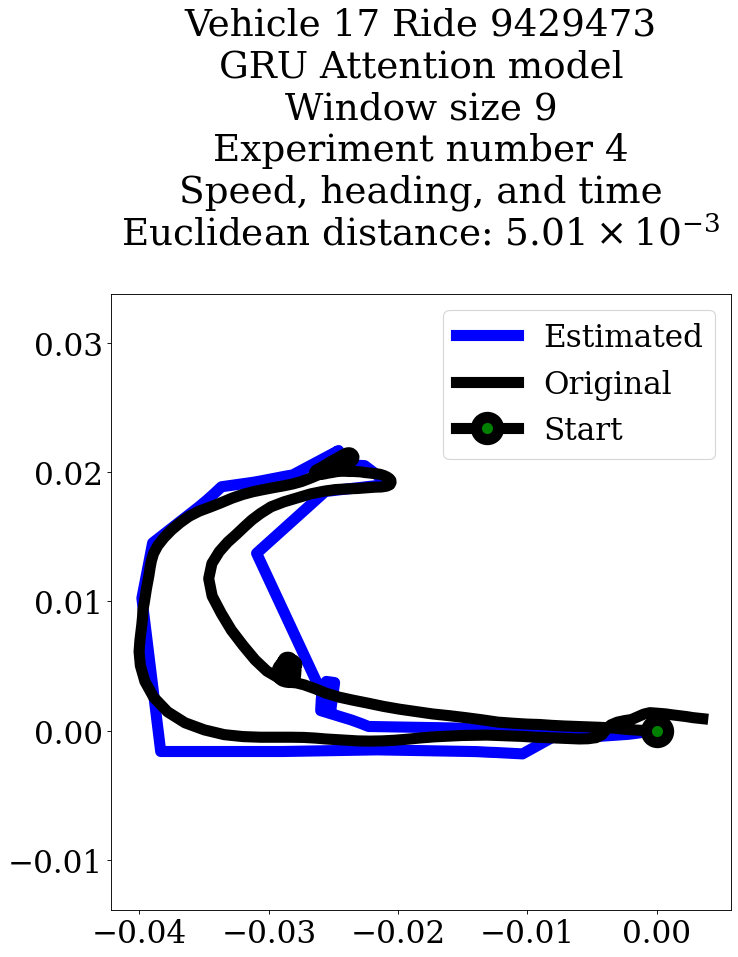 Vehicle 17 Ride 9429473
GRU Attention model
Window size 9
Experiment number 4
Speed, heading, and time
Euclidean distance: 5.01 × 10⁻³
Estimated
Original
Start
0.03
0.02
0.01
0.00
−0.01
−0.04 −0.03 −0.02 −0.01 0.00